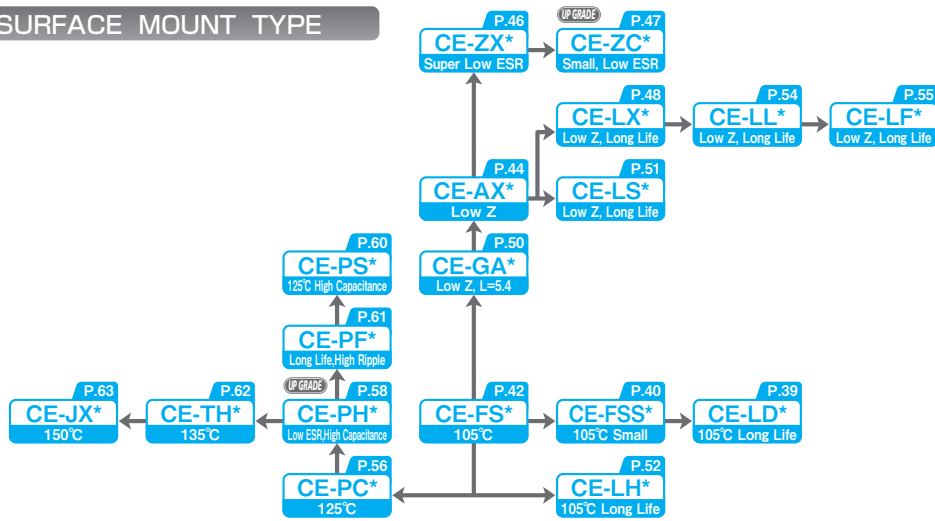 SURFACE MOUNT TYPE
P.46
CE-ZX*
Super Low ESR
UP GRADE
P.47
CE-ZC*
Small, Low ESR
P.48
CE-LX*
Low Z, Long Life
P.54
CE-LL*
Low Z, Long Life
P.55
CE-LF*
Low Z, Long Life
P.44
CE-AX*
Low Z
P.51
CE-LS*
Low Z, Long Life
P.60
CE-PS*
125℃ High Capacitance
P.50
CE-GA*
Low Z, L=5.4
P.61
CE-PF*
Long Life,High Ripple
P.63
CE-JX*
150℃
P.62
CE-TH*
135℃
UP GRADE
P.58
CE-PH*
Low ESR,High Capacitance
P.42
CE-FS*
105℃
P.40
CE-FSS*
105℃ Small
P.39
CE-LD*
105℃ Long Life
P.56
CE-PC*
125℃
P.52
CE-LH*
105℃ Long Life